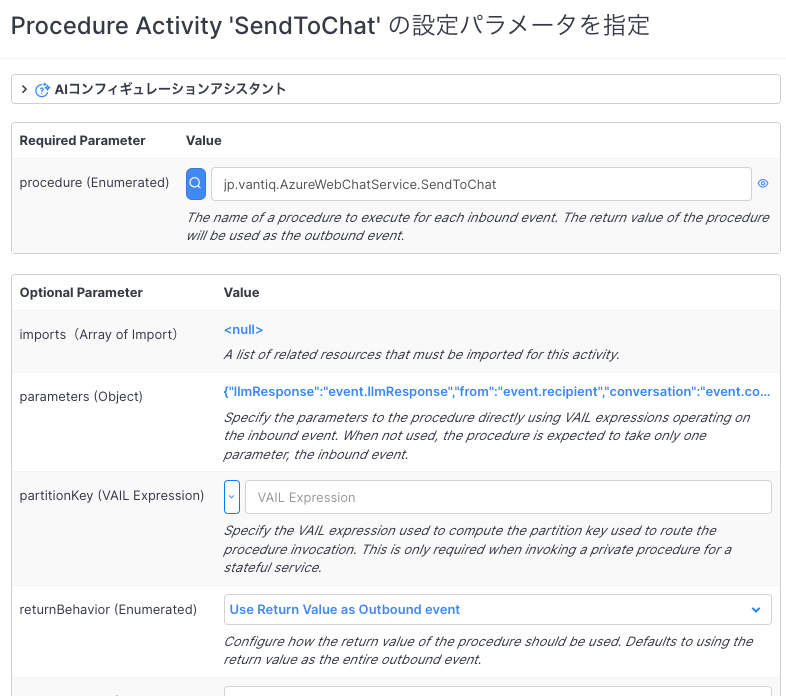 Procedure Activity 'SendToChat' の設定パラメータを指定
AIコンフィギュレーションアシスタント
Required Parameter Value
procedure (Enumerated) jp.vantiq.AzureWebChatService.SendToChat
The name of a procedure to execute for each inbound event. The return value of the procedure
will be used as the outbound event.
Optional Parameter Value
imports（Array of Import） <null>
A list of related resources that must be imported for this activity.
parameters (Object) {"llmResponse":"event.llmResponse","from":"event.recipient","conversation":"event.co...
Specify the parameters to the procedure directly using VAIL expressions operating on
the inbound event. When not used, the procedure is expected to take only one
parameter, the inbound event.
partitionKey (VAIL Expression) VAIL Expression
Specify the VAIL expression used to compute the partition key used to route the
procedure invocation. This is only required when invoking a private procedure for a
stateful service.
returnBehavior (Enumerated) Use Return Value as Outbound event
Configure how the return value of the procedure should be used. Defaults to using the
return value as the entire outbound event.